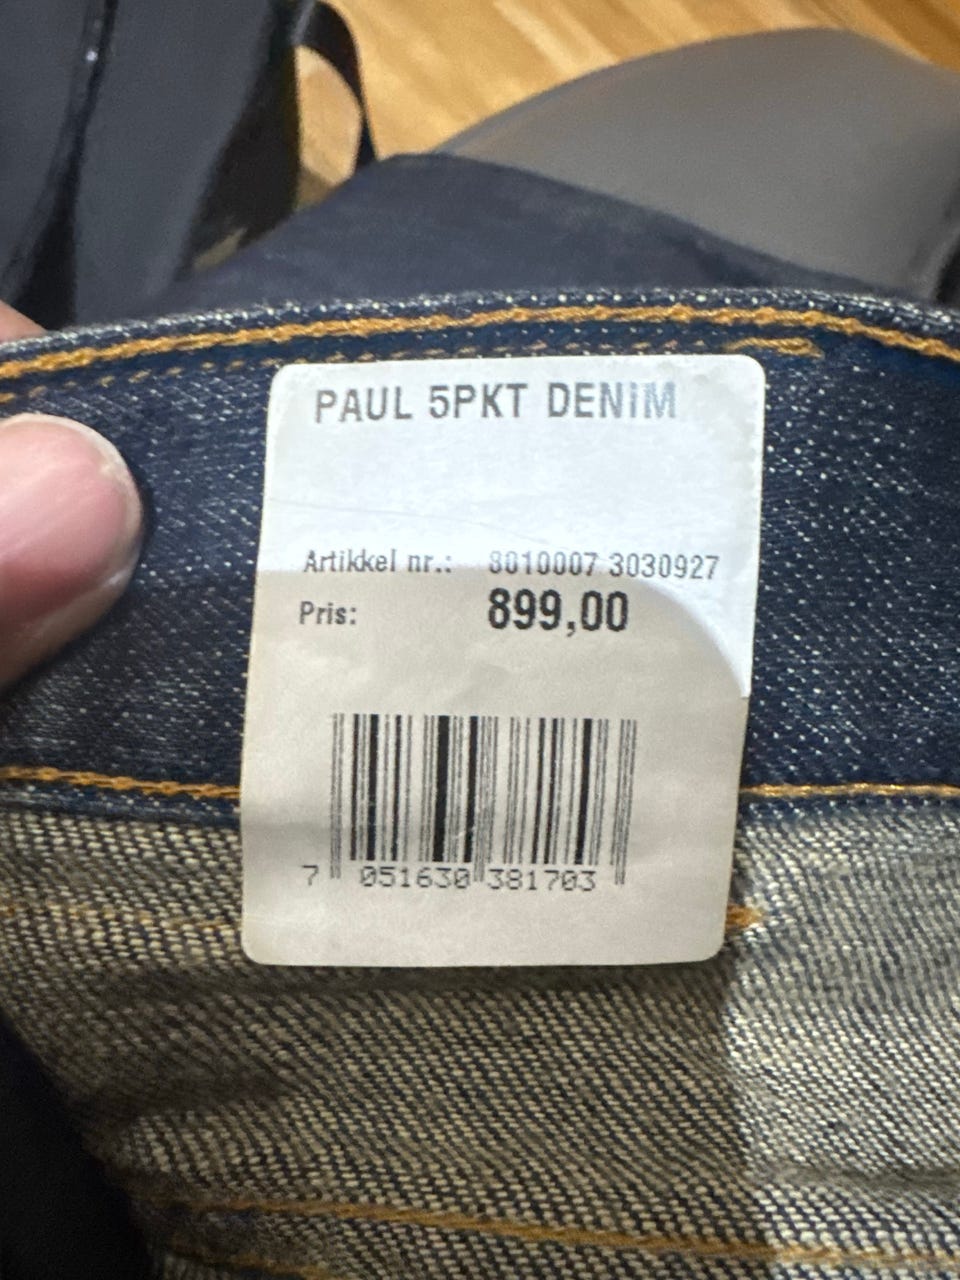 PAUL 5PKT DENIM
Artikkel nr.: 8010007 3030927
Pris: 899,00
7 051630 381703